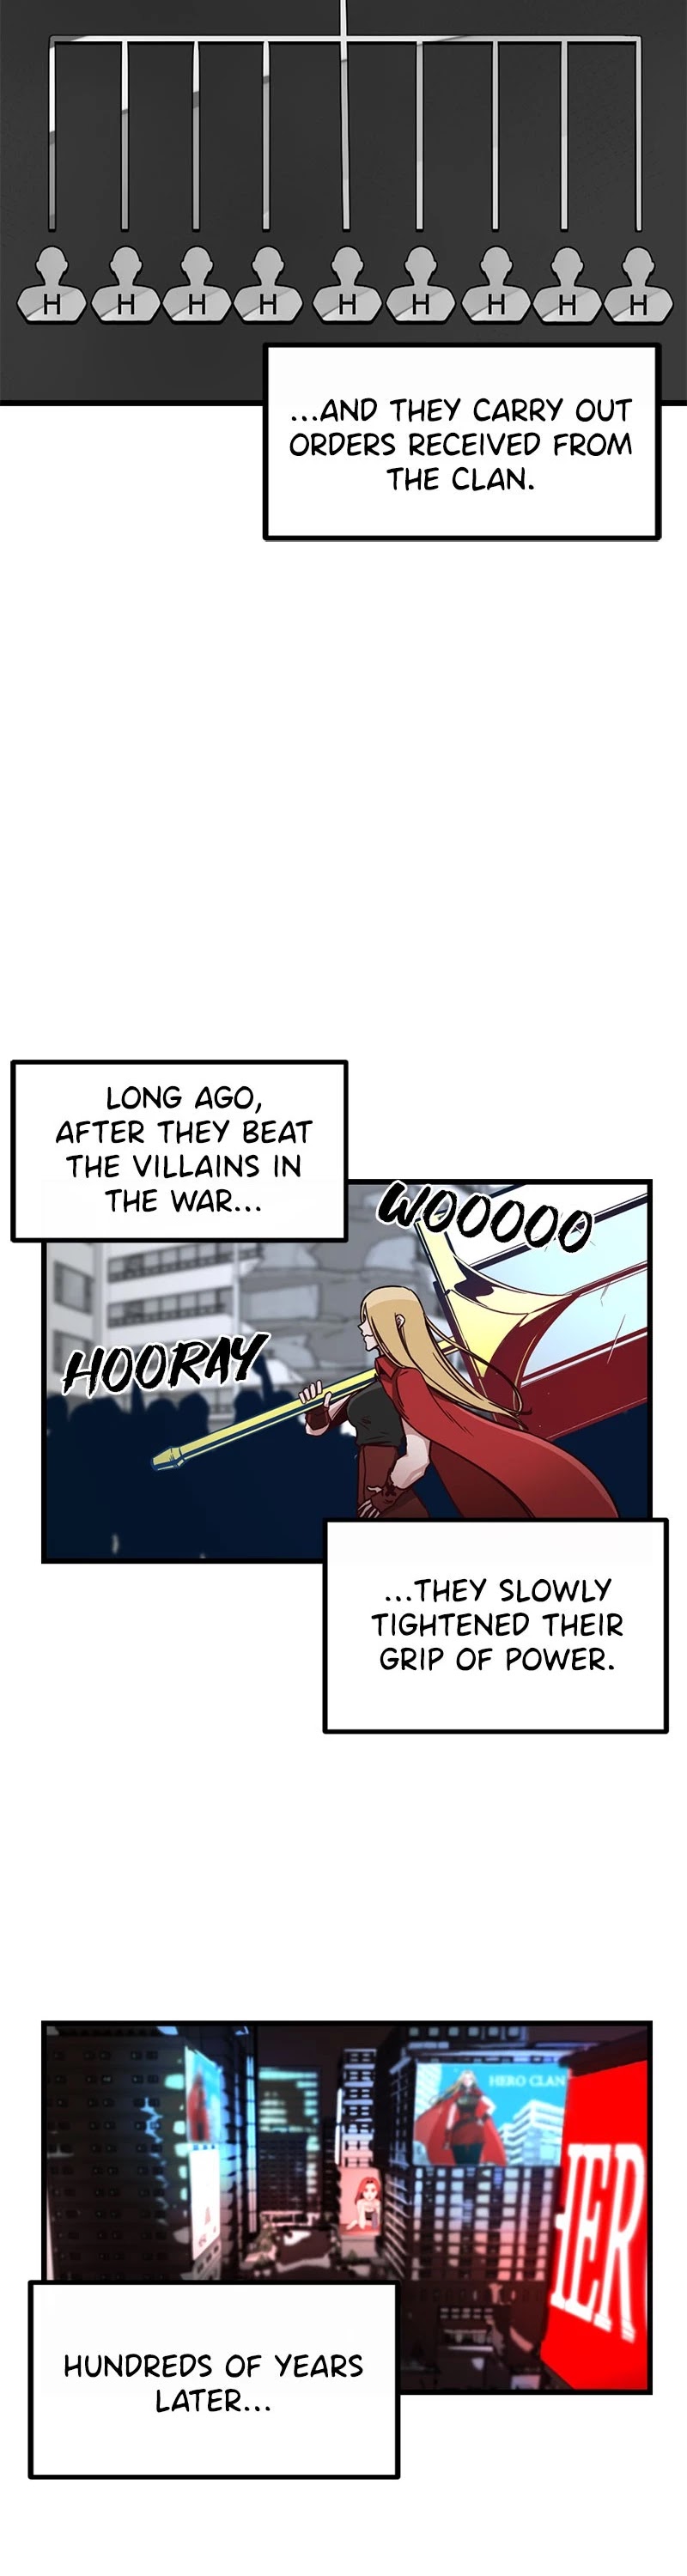 H H H H H H H H H
...AND THEY CARRY OUT
ORDERS RECEIVED FROM
THE CLAN.
LONG AGO,
AFTER THEY BEAT
THE VILLAINS IN
THE WAR...
WOOOOO
HOORAY
...THEY SLOWLY
TIGHTENED THEIR
GRIP OF POWER.
HERO CLAN
HER
HUNDREDS OF YEARS
LATER...